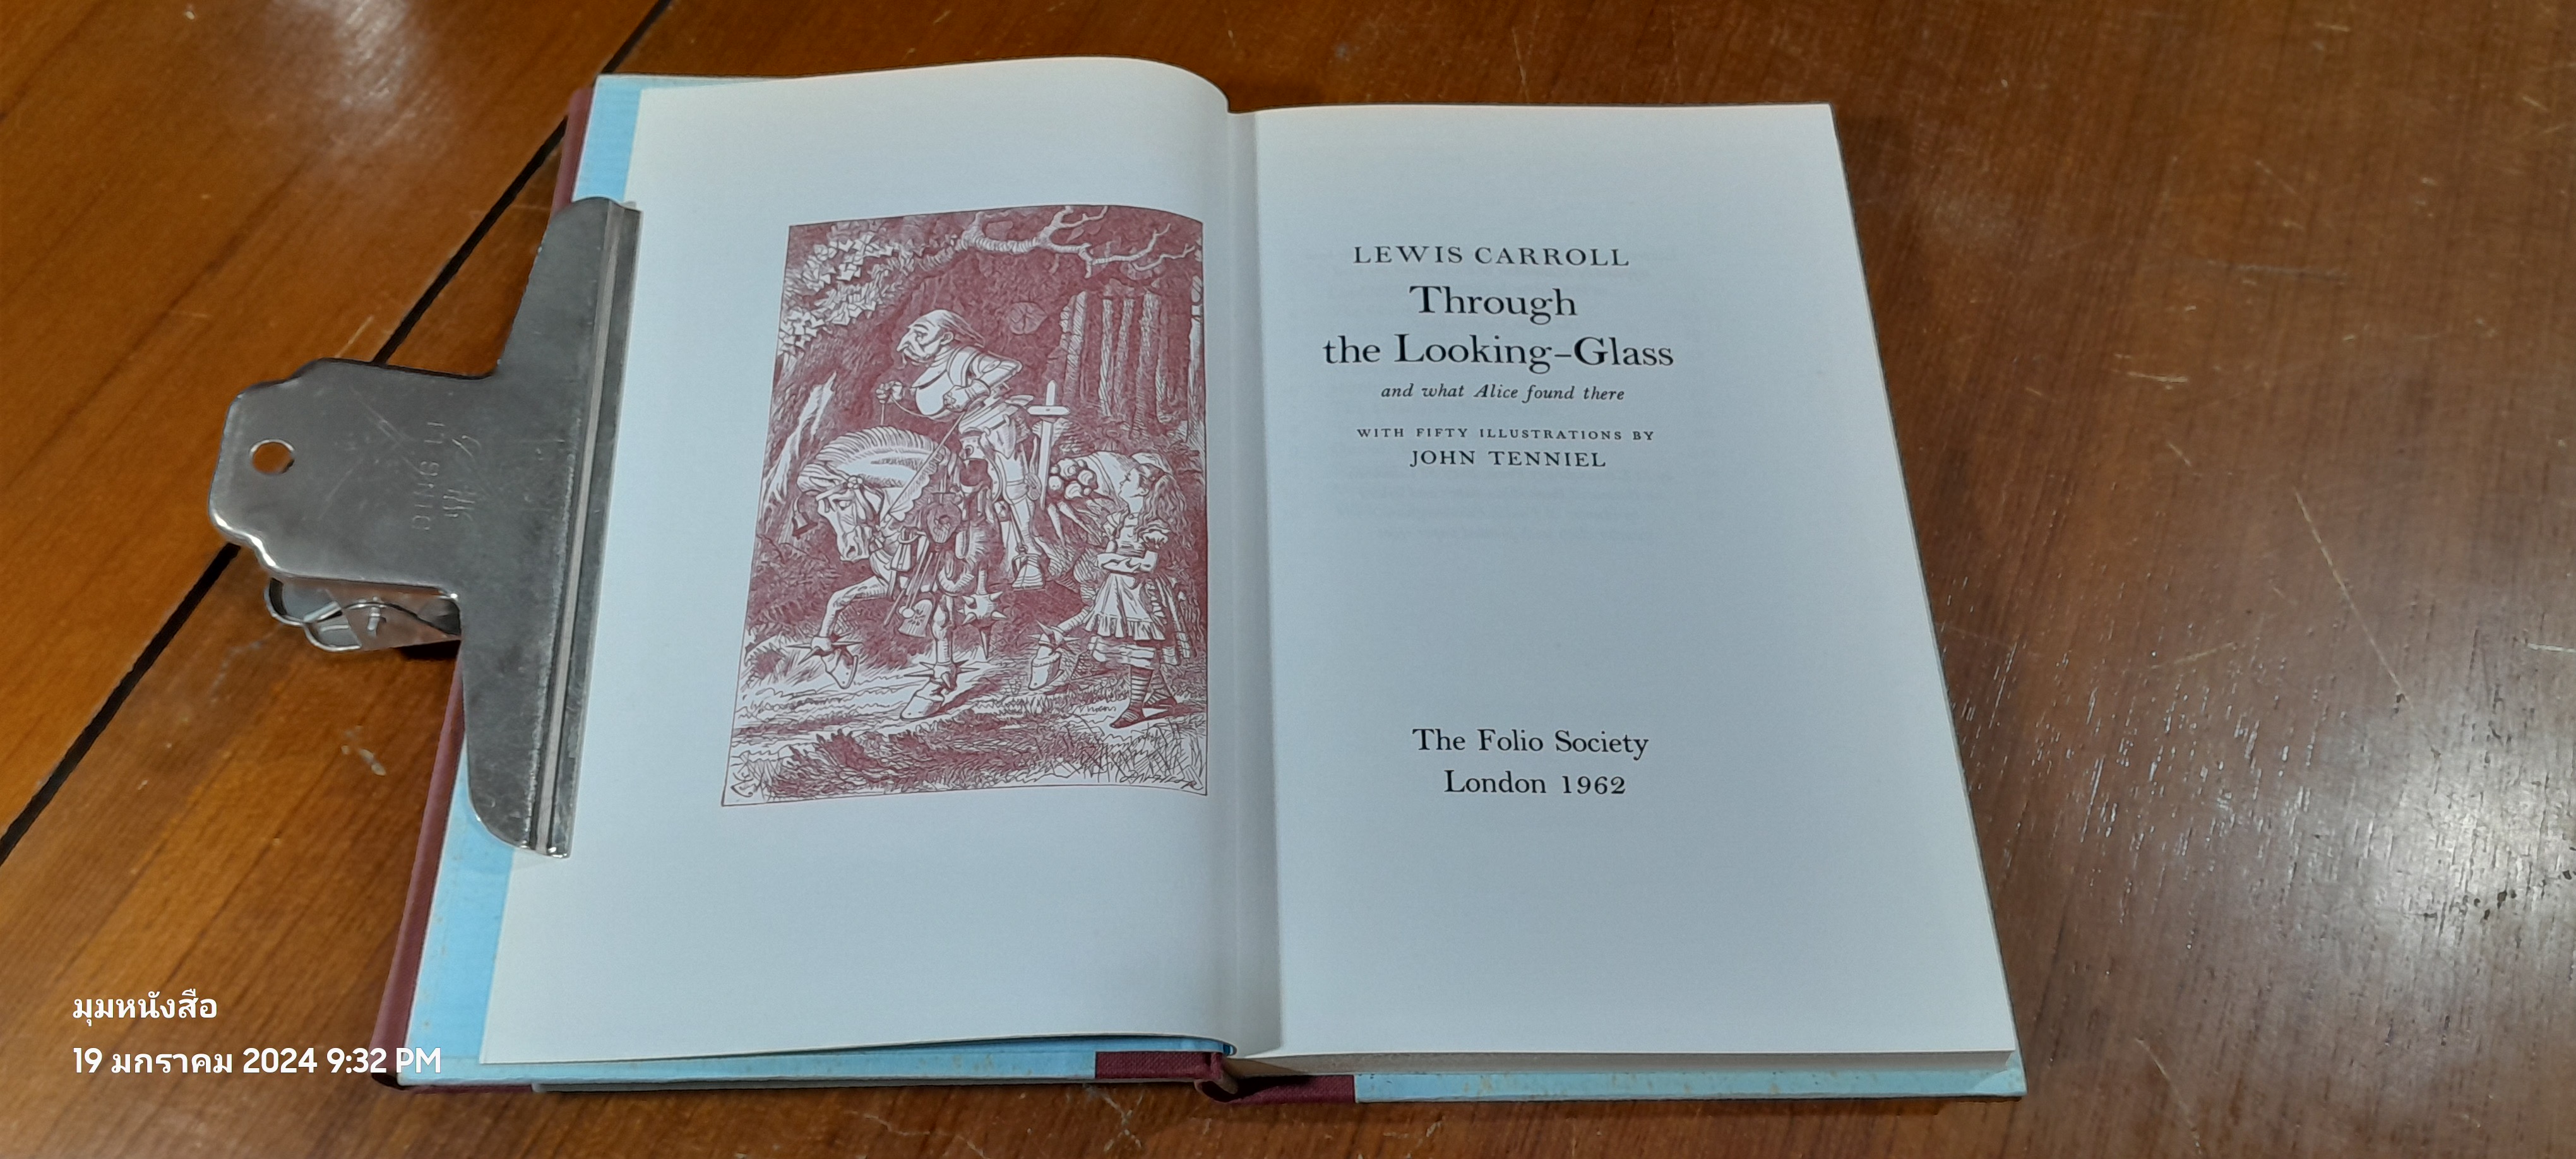 LEWIS CARROLL
Through
the Looking-Glass
and what Alice found there
WITH FIFTY ILLUSTRATIONS BY
JOHN TENNIEL
The Folio Society
London 1962
DING LI
มุมหนังสือ
19 มกราคม 2024 9:32 PM